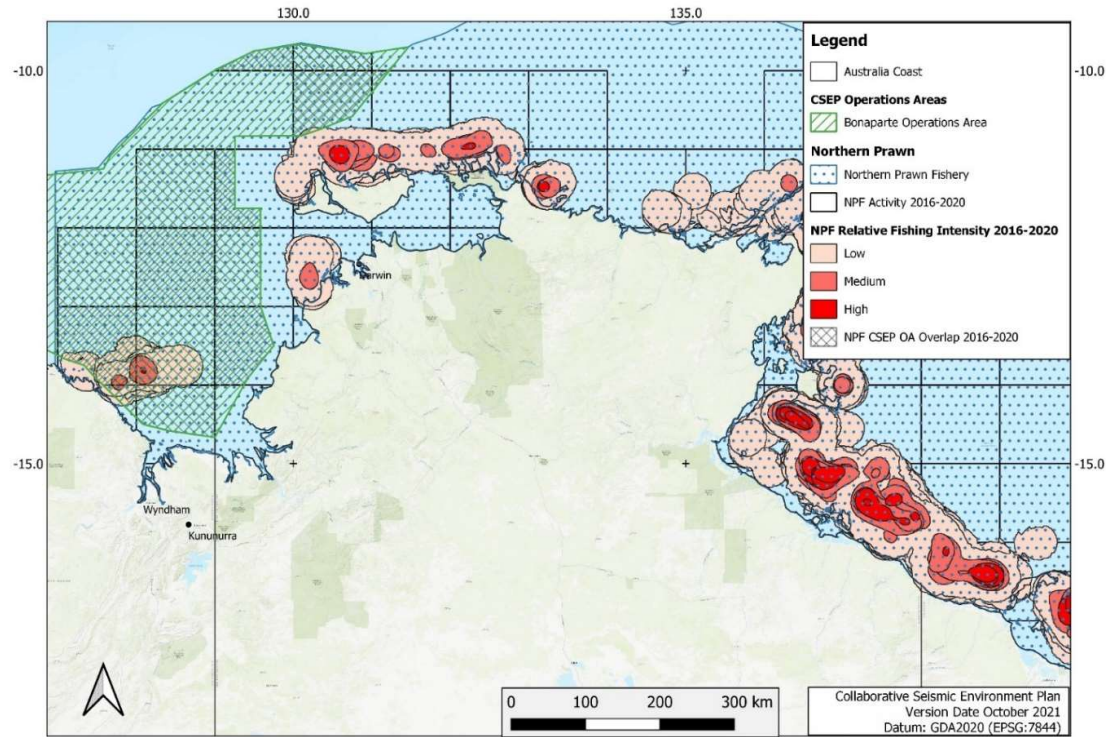 130.0
135.0
-10.0
-10.0
Legend
Australia Coast
CSEP Operations Areas
Bonaparte Operations Area
Northern Prawn
Northern Prawn Fishery
NPF Activity 2016-2020
NPF Relative Fishing Intensity 2016-2020
Low
Medium
High
NPF CSEP OA Overlap 2016-2020
Darwin
-15.0
-15.0
Wyndham
Kununurra
0 100 200 300 km
Collaborative Seismic Environment Plan
Version Date October 2021
Datum: GDA2020 (EPSG:7844)